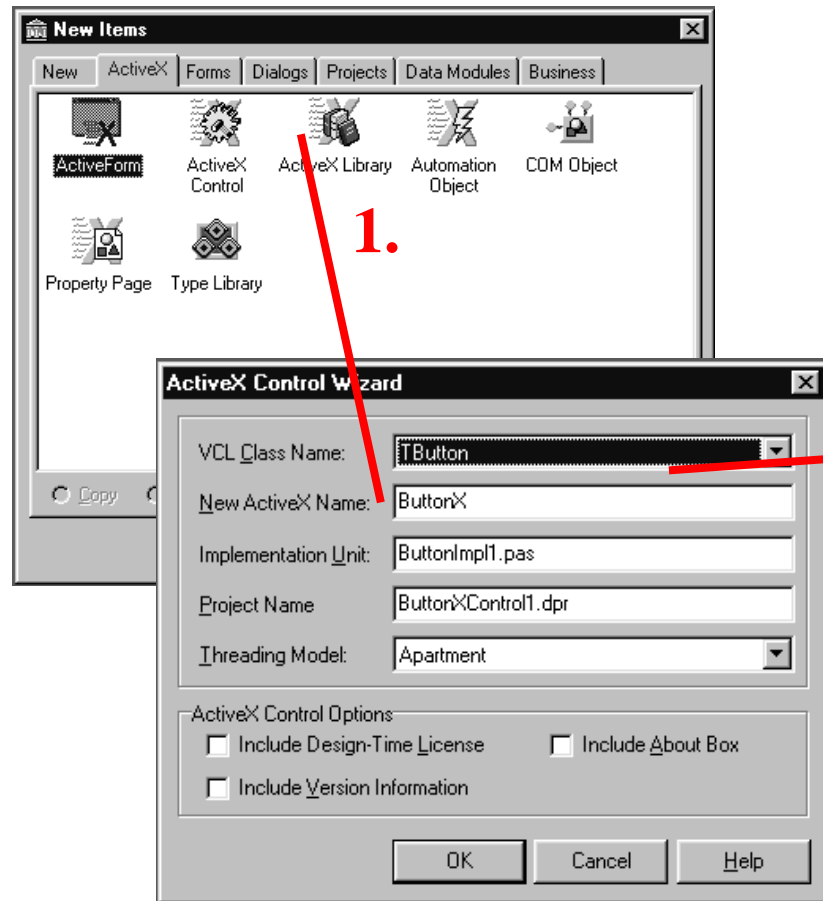 New Items
New ActiveX Forms Dialogs Projects Data Modules Business
ActiveForm ActiveX Control ActiveX Library Automation Object COM Object
Property Page Type Library
1.
Copy
ActiveX Control Wizard
VCL Class Name: TButton
New ActiveX Name: ButtonX
Implementation Unit: ButtonImpl1.pas
Project Name ButtonXControl1.dpr
Threading Model: Apartment
ActiveX Control Options
Include Design-Time License Include About Box
Include Version Information
OK Cancel Help